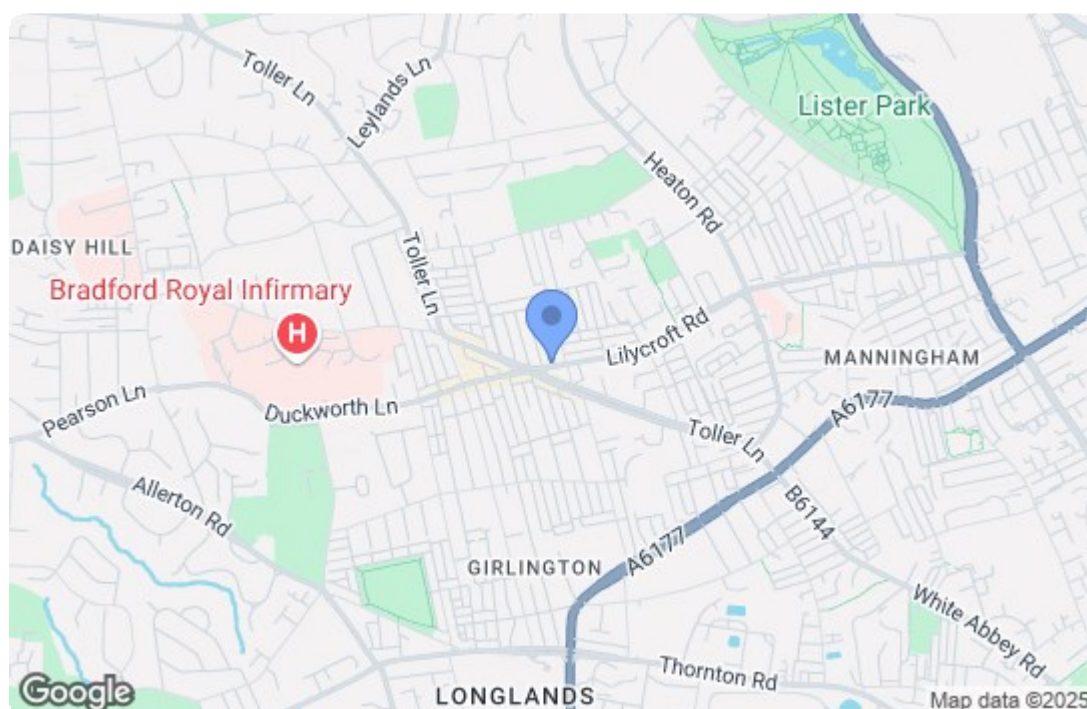 Toller Ln
Leylands Ln
Lister Park
Heaton Rd
DAISY HILL
Toller Ln
Bradford Royal Infirmary
H
Lilycroft Rd
MANNINGHAM
Pearson Ln
Duckworth Ln
A6177
Toller Ln
Allerton Rd
B6144
GIRLINGTON
A6177
White Abbey Rd
Thornton Rd
Google
LONGLANDS
Map data ©2025